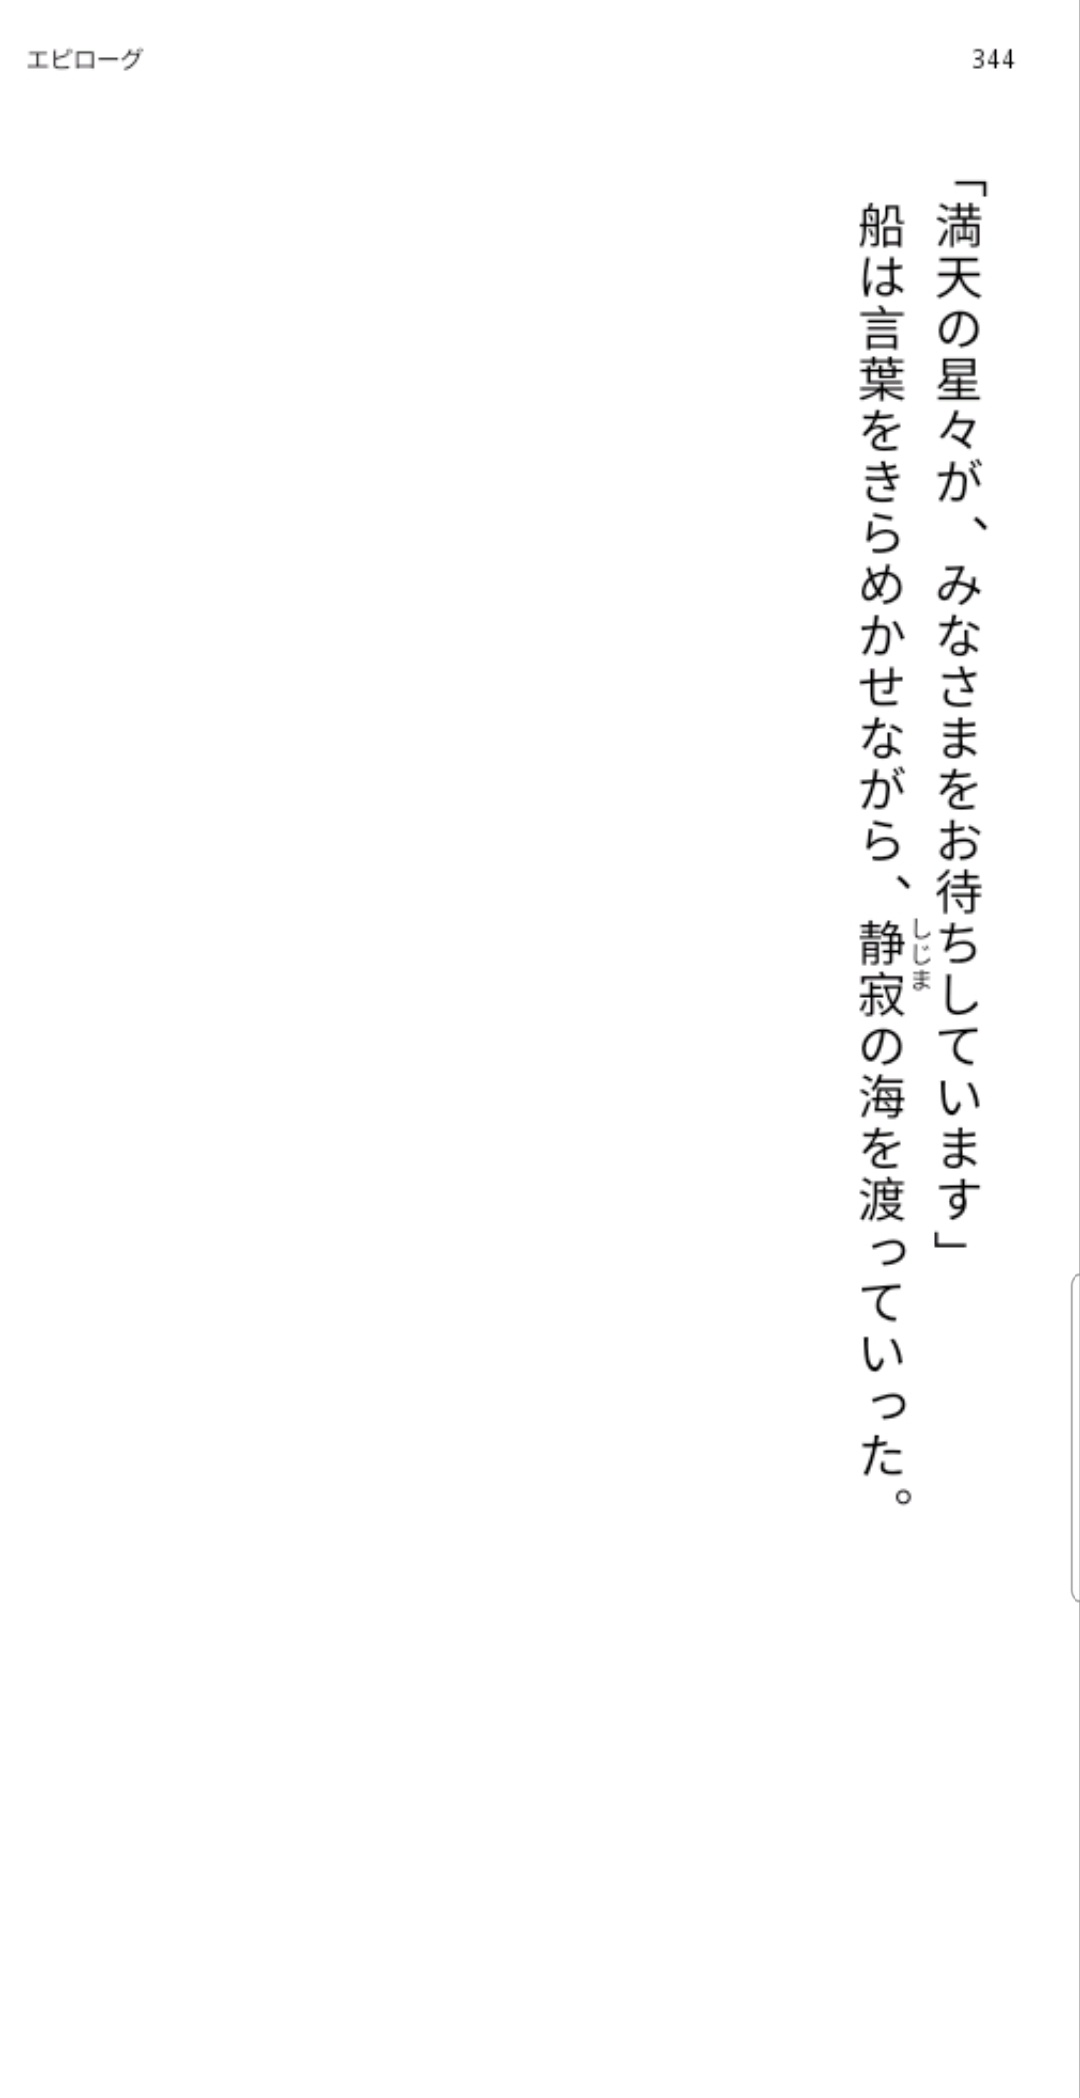 エピローグ
344
「満天の星々が、みなさまをお待ちしています」
船は言葉をきらめかせながら、静寂の海を渡っていった。
しじま